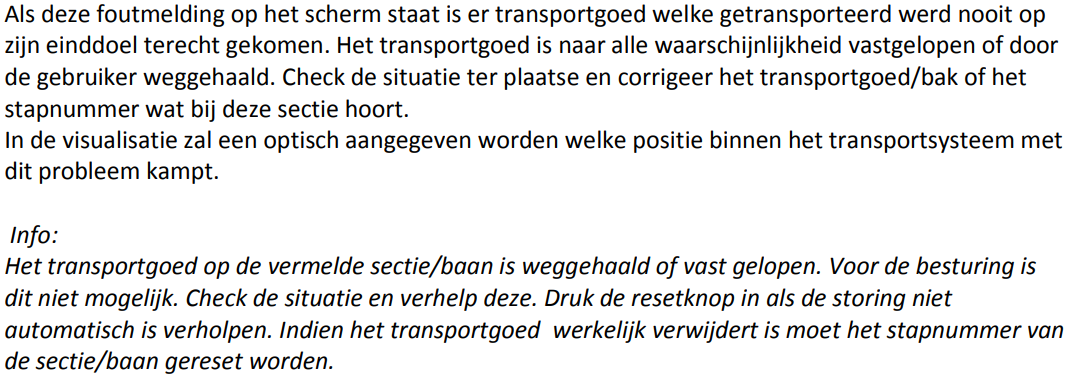 Als deze foutmelding op het scherm staat is er transportgoed welke getransporteerd werd nooit op
zijn einddoel terecht gekomen. Het transportgoed is naar alle waarschijnlijkheid vastgelopen of door
de gebruiker weggehaald. Check de situatie ter plaatse en corrigeer het transportgoed/bak of het
stapnummer wat bij deze sectie hoort.
In de visualisatie zal een optisch aangegeven worden welke positie binnen het transportsysteem met
dit probleem kampt.
Info:
Het transportgoed op de vermelde sectie/baan is weggehaald of vast gelopen. Voor de besturing is
dit niet mogelijk. Check de situatie en verhelp deze. Druk de resetknop in als de storing niet
automatisch is verholpen. Indien het transportgoed  werkelijk verwijdert is moet het stapnummer van
de sectie/baan gereset worden.